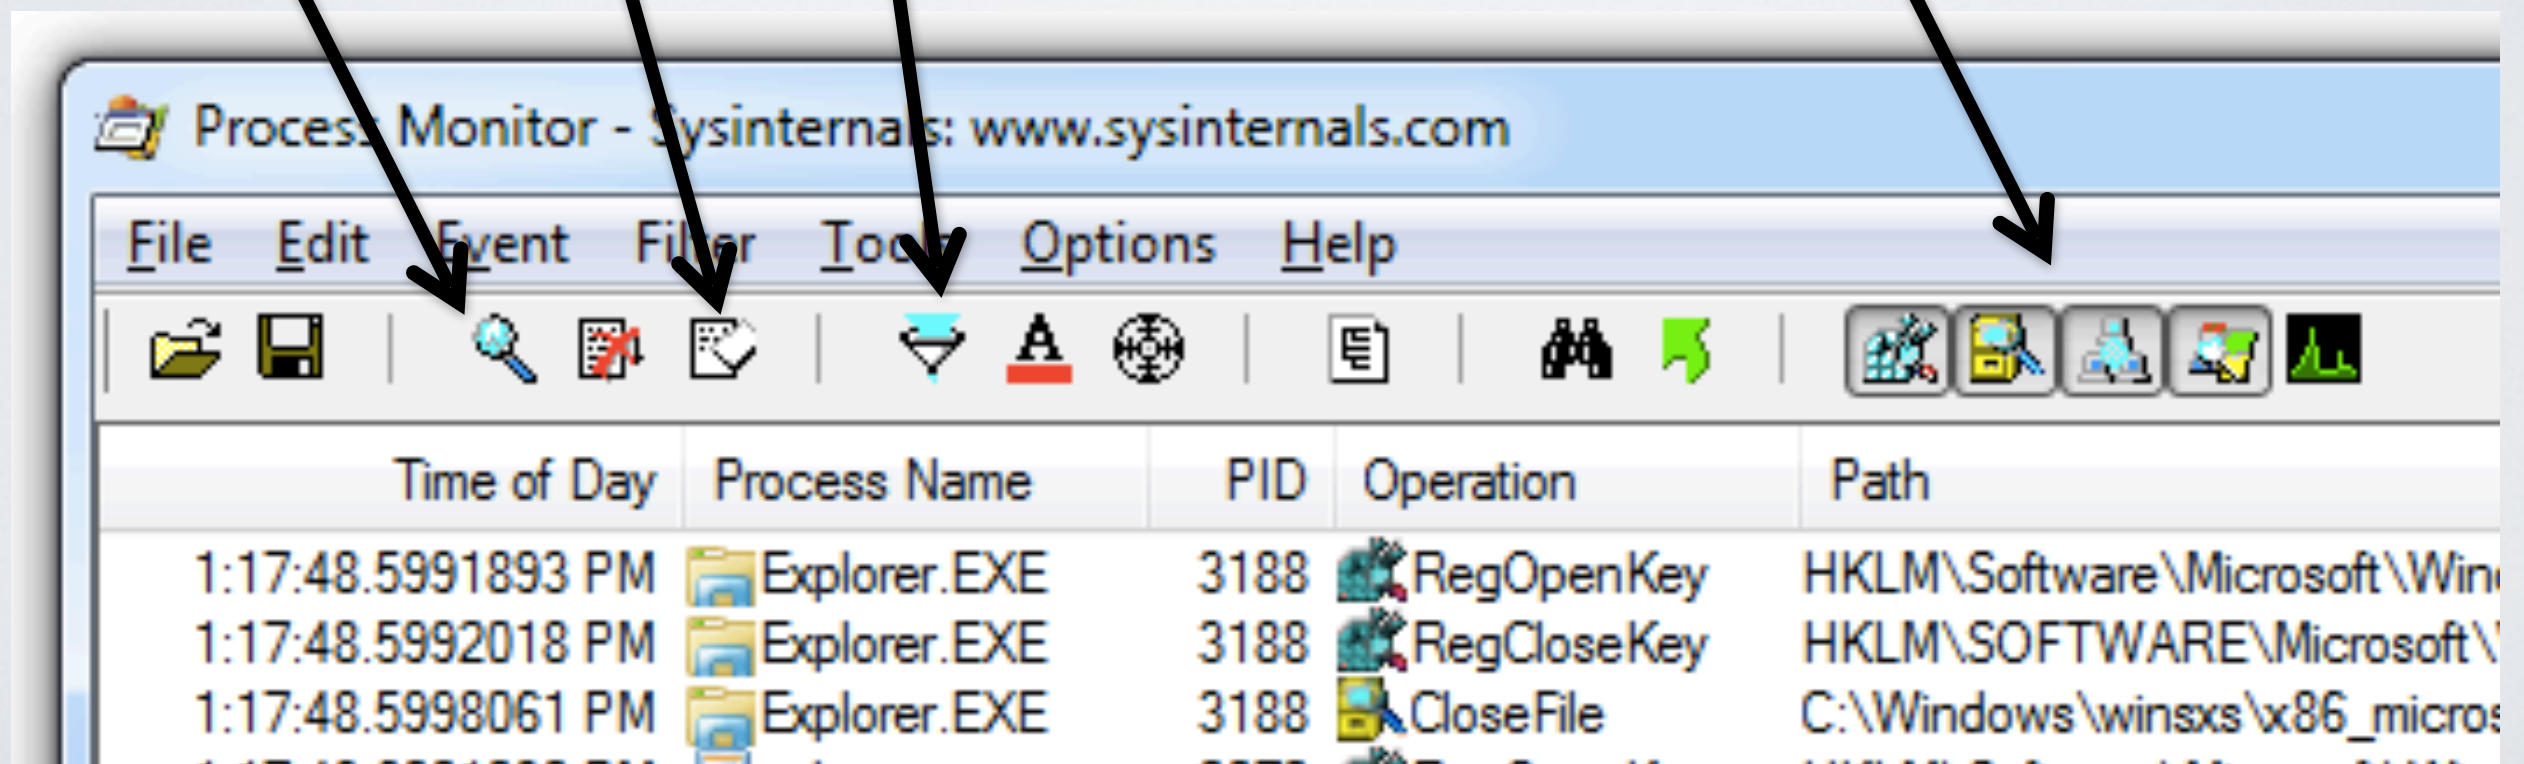 Process Monitor - Sysinternals: www.sysinternals.com
File Edit Event Filter Tools Options Help
Time of Day Process Name PID Operation Path
1:17:48.5991893 PM Explorer.EXE 3188 RegOpenKey HKLM\Software\Microsoft\Wind
1:17:48.5992018 PM Explorer.EXE 3188 RegCloseKey HKLM\SOFTWARE\Microsoft\
1:17:48.5998061 PM Explorer.EXE 3188 CloseFile C:\Windows\winsxs\x86_micros